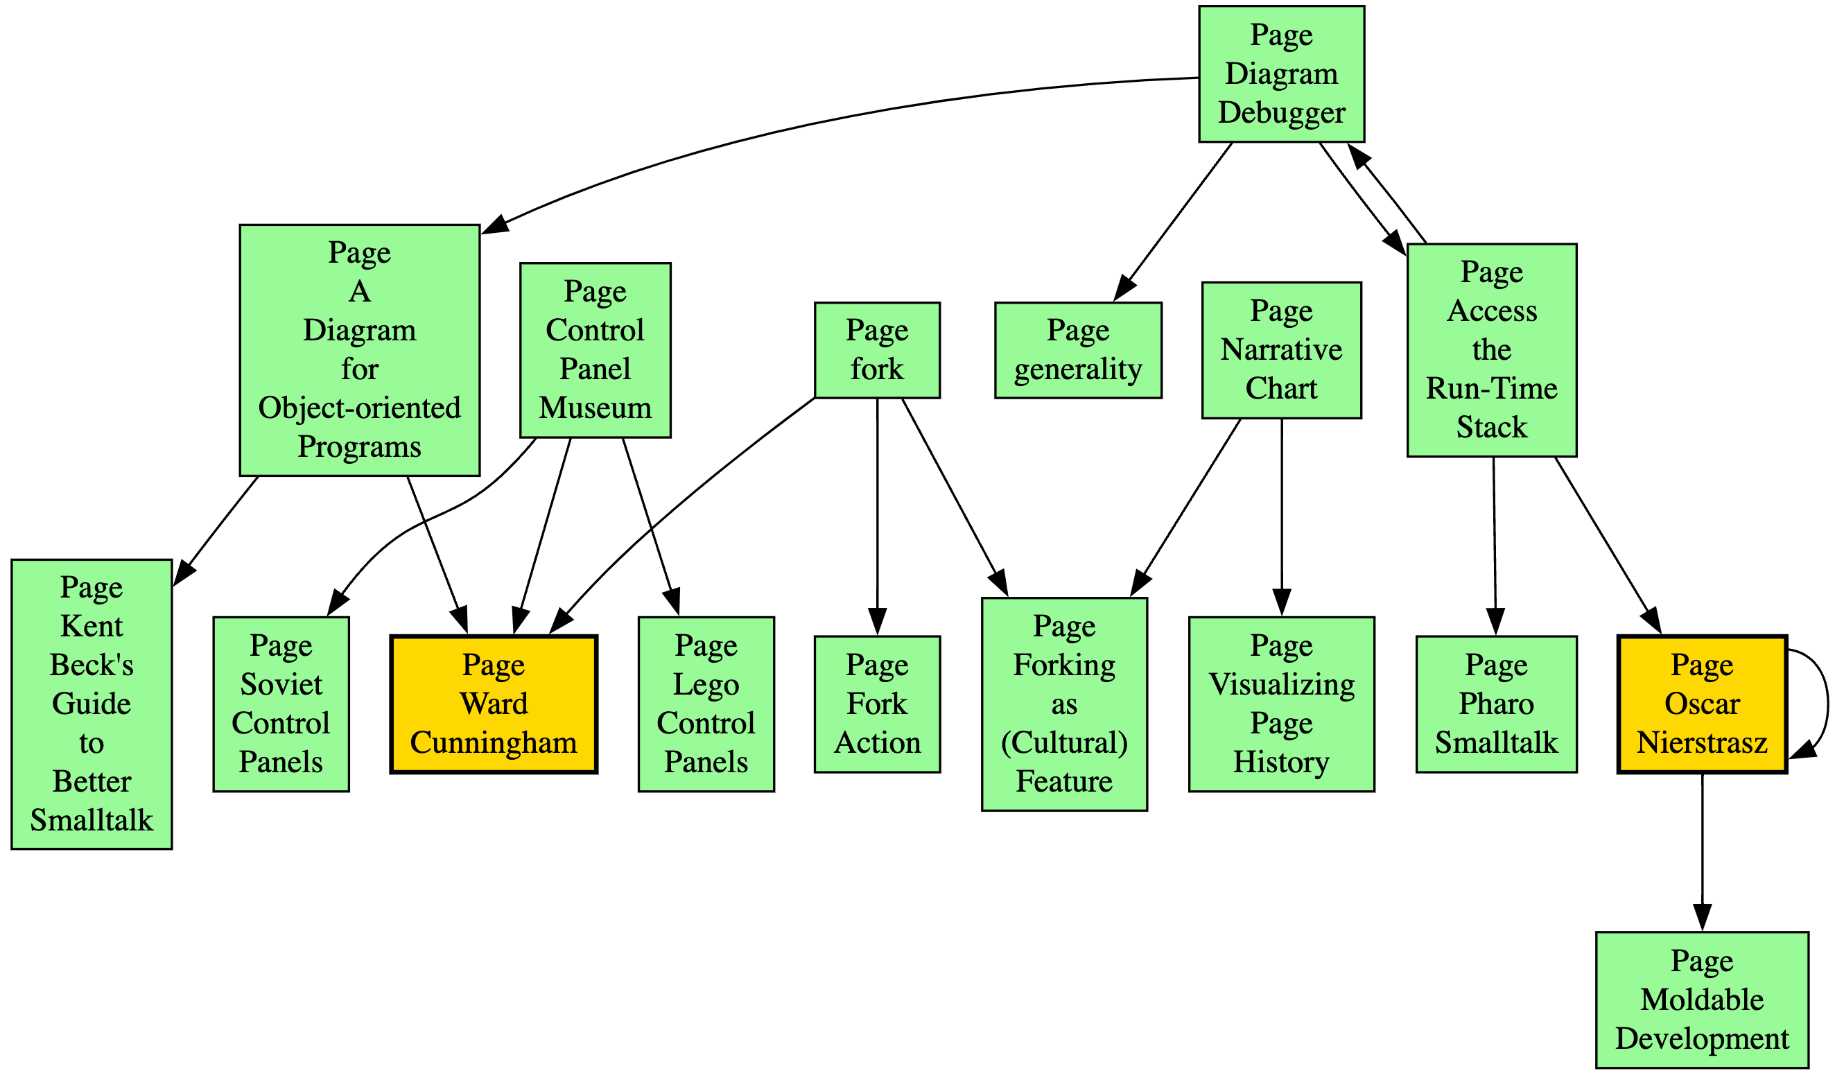 Page
Diagram
Debugger
Page
A
Diagram
for
Object-oriented
Programs
Page
Control
Panel
Museum
Page
fork
Page
generality
Page
Narrative
Chart
Page
Access
the
Run-Time
Stack
Page
Kent
Beck's
Guide
to
Better
Smalltalk
Page
Soviet
Control
Panels
Page
Ward
Cunningham
Page
Lego
Control
Panels
Page
Fork
Action
Page
Forking
as
(Cultural)
Feature
Page
Visualizing
Page
History
Page
Pharo
Smalltalk
Page
Oscar
Nierstrasz
Page
Moldable
Development